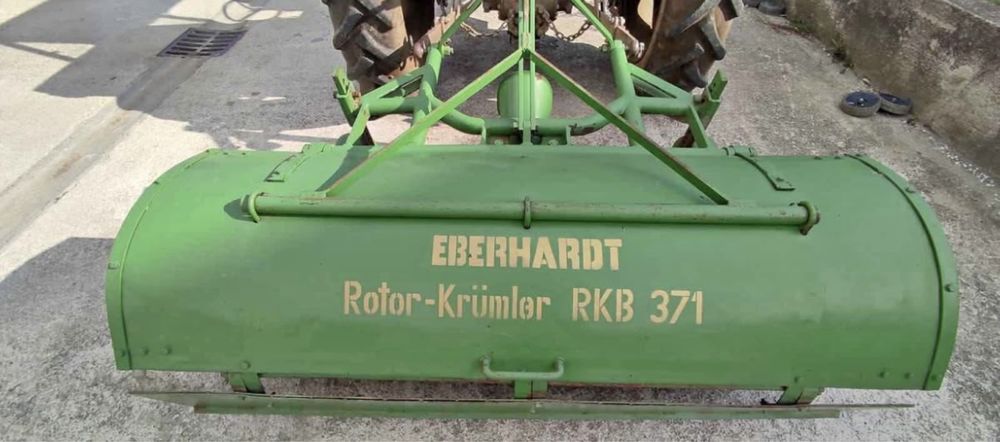 EBERHARDT
Rotor-Krümler RKB 371